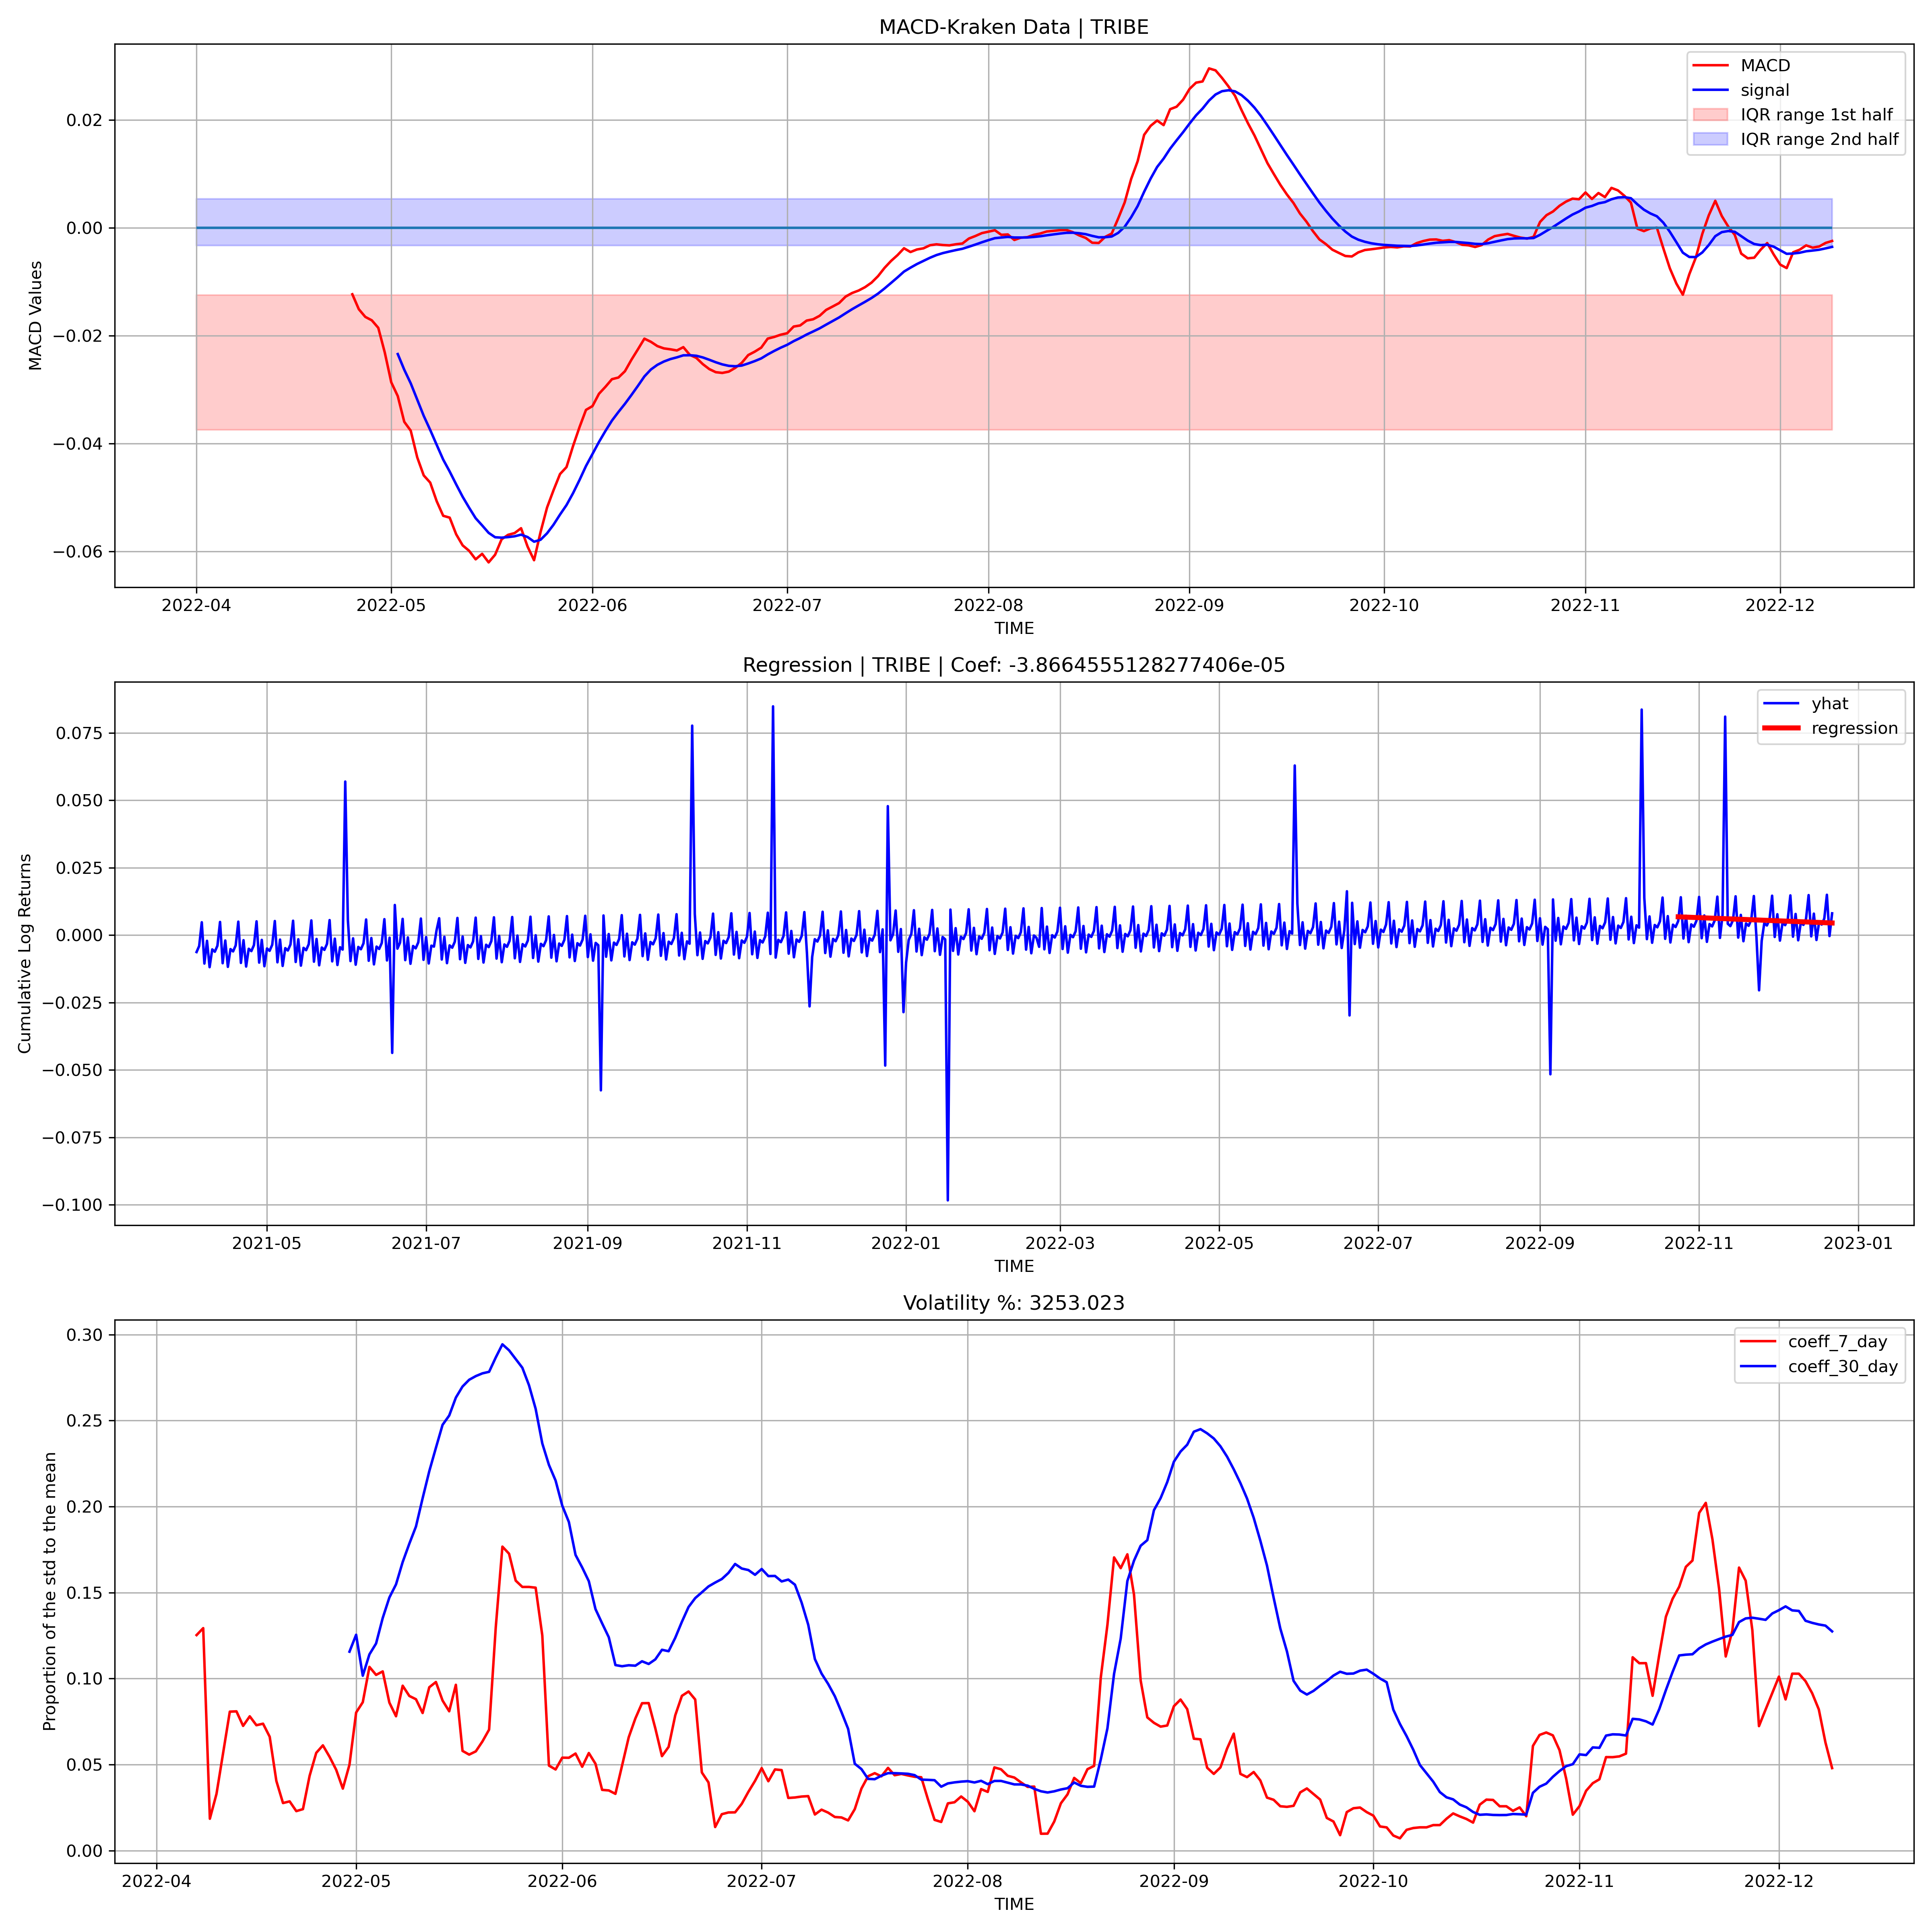 MACD-Kraken Data | TRIBE
MACD
signal
IQR range 1st half
IQR range 2nd half
0.02
0.00
−0.02
−0.04
−0.06
MACD Values
2022-04 2022-05 2022-06 2022-07 2022-08 2022-09 2022-10 2022-11 2022-12
TIME
Regression | TRIBE | Coef: -3.8664555128277406e-05
yhat
regression
0.075
0.050
0.025
0.000
−0.025
−0.050
−0.075
−0.100
Cumulative Log Returns
2021-05 2021-07 2021-09 2021-11 2022-01 2022-03 2022-05 2022-07 2022-09 2022-11 2023-01
TIME
Volatility %: 3253.023
coeff_7_day
coeff_30_day
0.30
0.25
0.20
0.15
0.10
0.05
0.00
Proportion of the std to the mean
2022-04 2022-05 2022-06 2022-07 2022-08 2022-09 2022-10 2022-11 2022-12
TIME